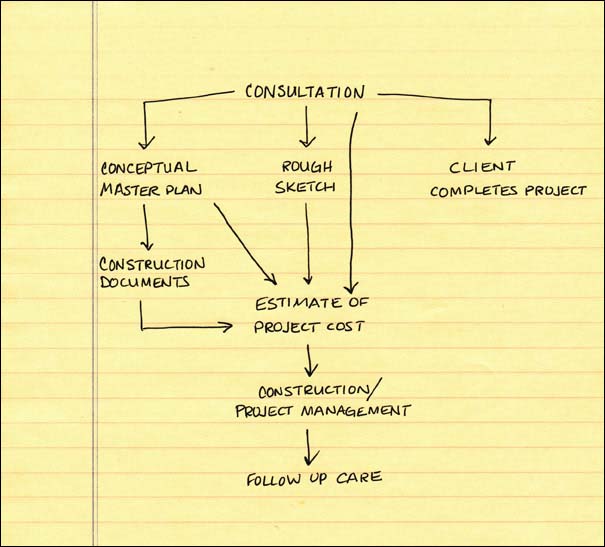 CONSULTATION
CONCEPTUAL
MASTER PLAN
ROUGH
SKETCH
CLIENT
COMPLETES PROJECT
CONSTRUCTION
DOCUMENTS
ESTIMATE OF
PROJECT COST
CONSTRUCTION/
PROJECT MANAGEMENT
FOLLOW UP CARE